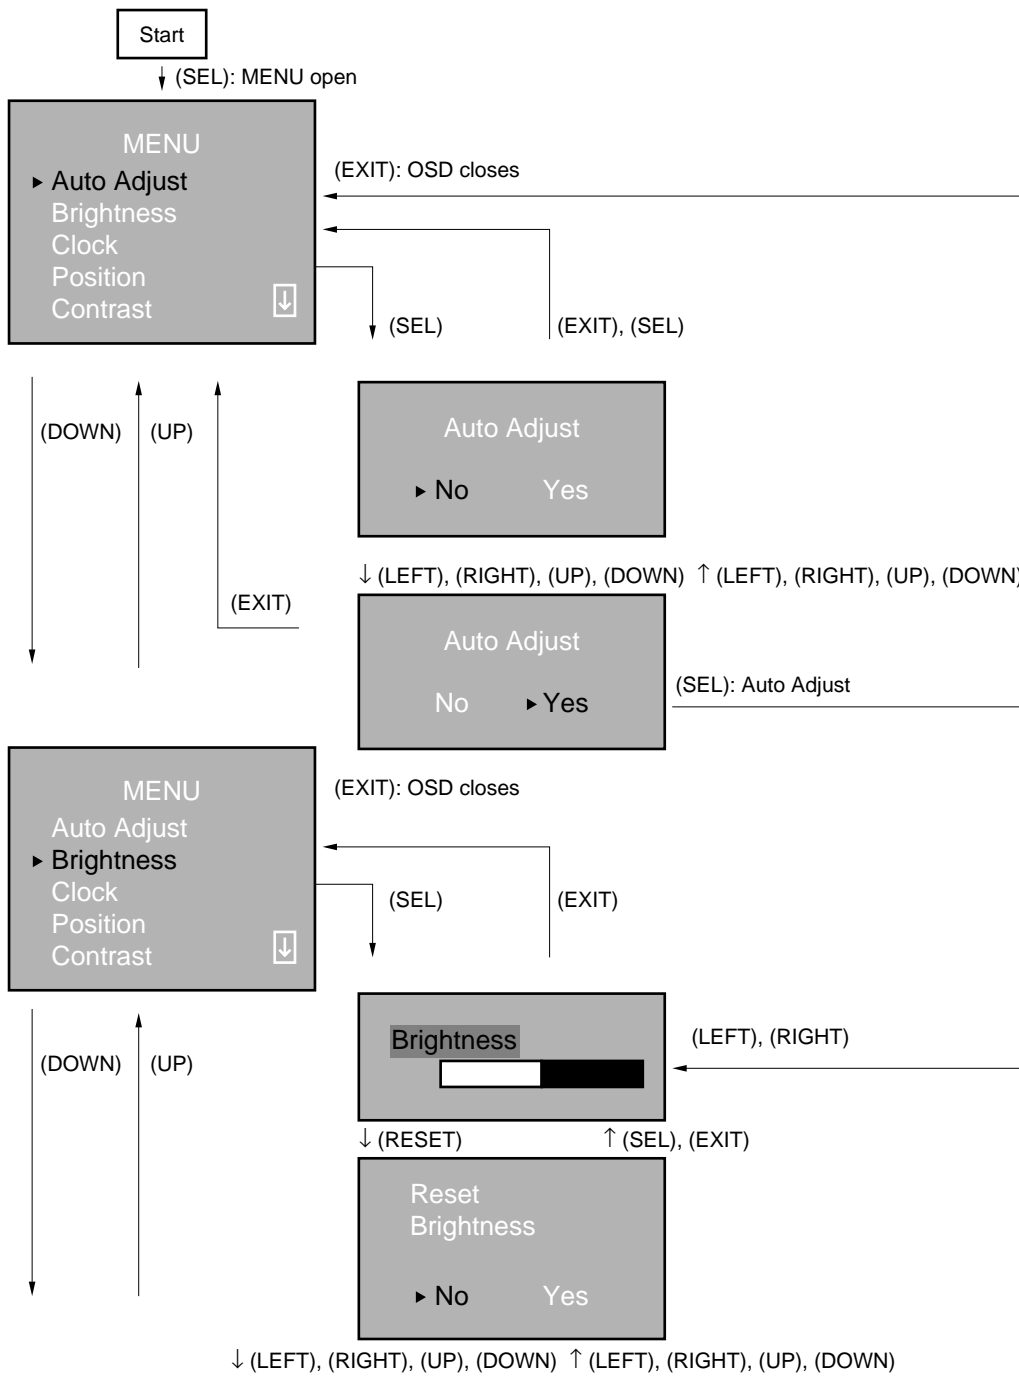 Start
(SEL): MENU open
MENU
► Auto Adjust
Brightness
Clock
Position
Contrast
↓
(EXIT): OSD closes
(SEL)
(EXIT), (SEL)
(DOWN)
(UP)
(EXIT)
Auto Adjust
► No Yes
↓ (LEFT), (RIGHT), (UP), (DOWN) ↑ (LEFT), (RIGHT), (UP), (DOWN)
Auto Adjust
No ► Yes
(SEL): Auto Adjust
MENU
Auto Adjust
► Brightness
Clock
Position
Contrast
↓
(EXIT): OSD closes
(SEL)
(EXIT)
(DOWN)
(UP)
Brightness
(LEFT), (RIGHT)
↓ (RESET) ↑ (SEL), (EXIT)
Reset
Brightness
► No Yes
↓ (LEFT), (RIGHT), (UP), (DOWN) ↑ (LEFT), (RIGHT), (UP), (DOWN)